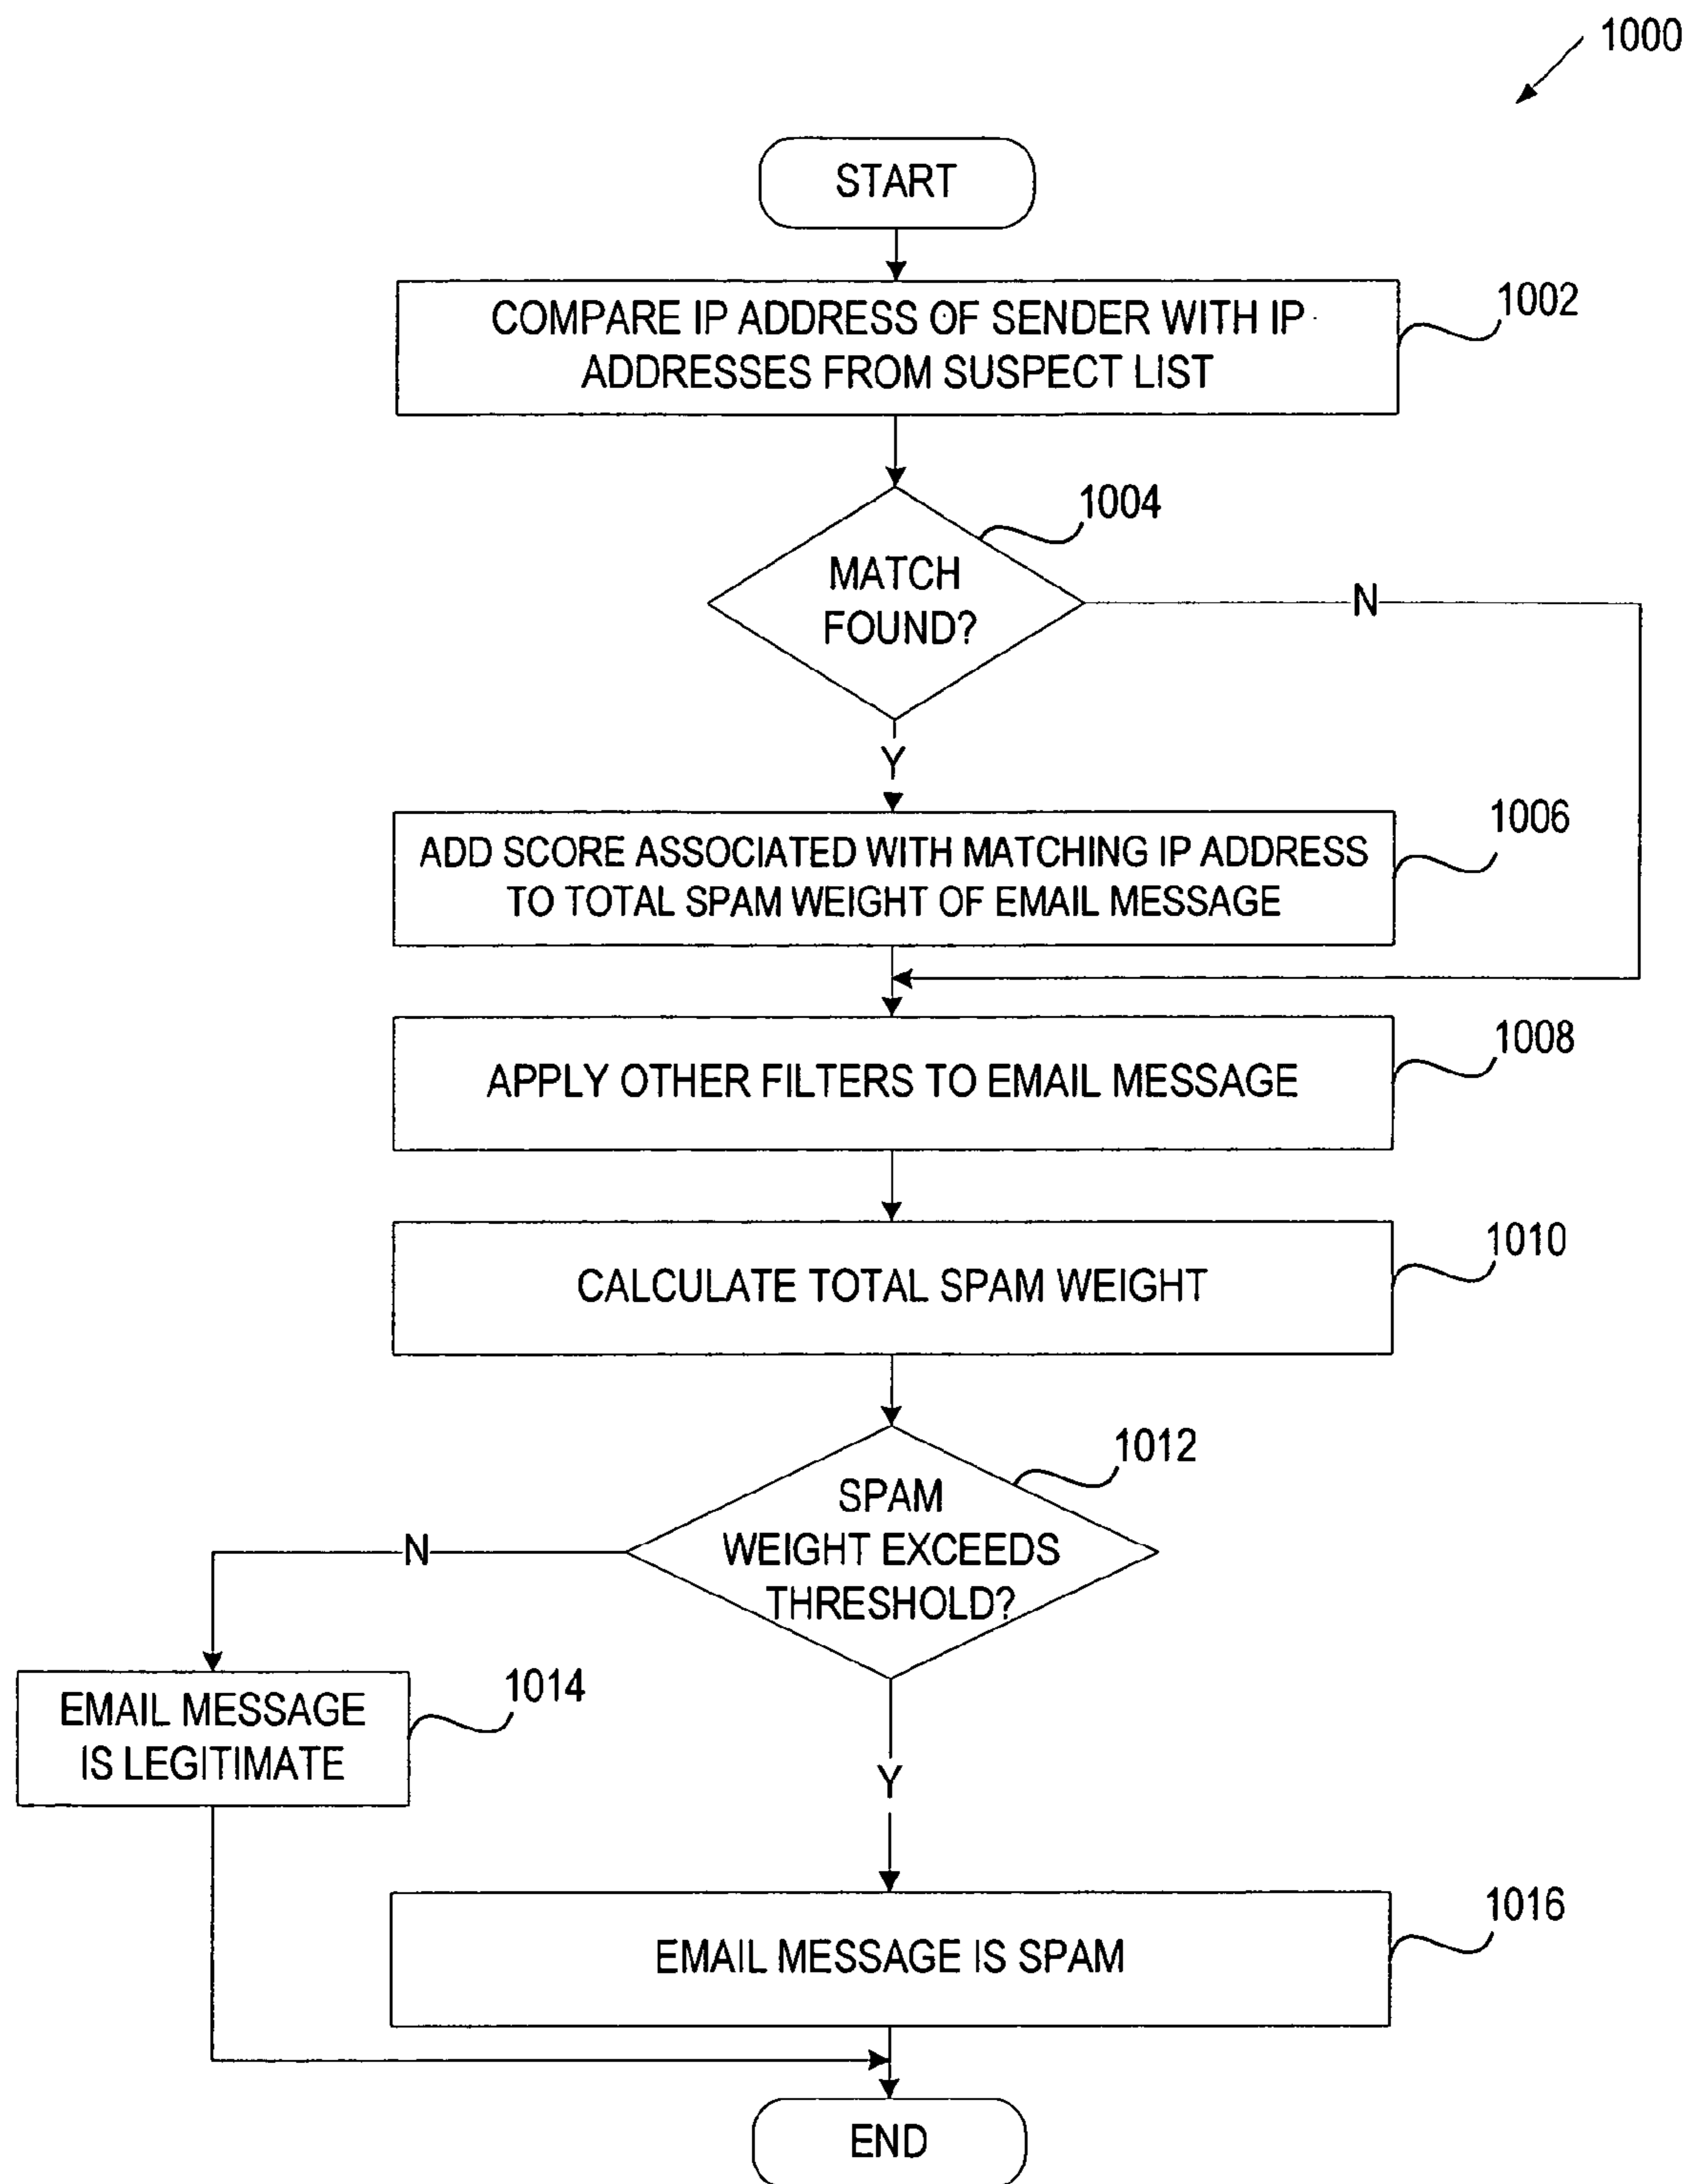 1000
START
COMPARE IP ADDRESS OF SENDER WITH IP
ADDRESSES FROM SUSPECT LIST
1002
1004
MATCH
FOUND?
N
Y
1006
ADD SCORE ASSOCIATED WITH MATCHING IP ADDRESS
TO TOTAL SPAM WEIGHT OF EMAIL MESSAGE
1008
APPLY OTHER FILTERS TO EMAIL MESSAGE
1010
CALCULATE TOTAL SPAM WEIGHT
1012
SPAM
WEIGHT EXCEEDS
THRESHOLD?
N
1014
EMAIL MESSAGE
IS LEGITIMATE
Y
1016
EMAIL MESSAGE IS SPAM
END